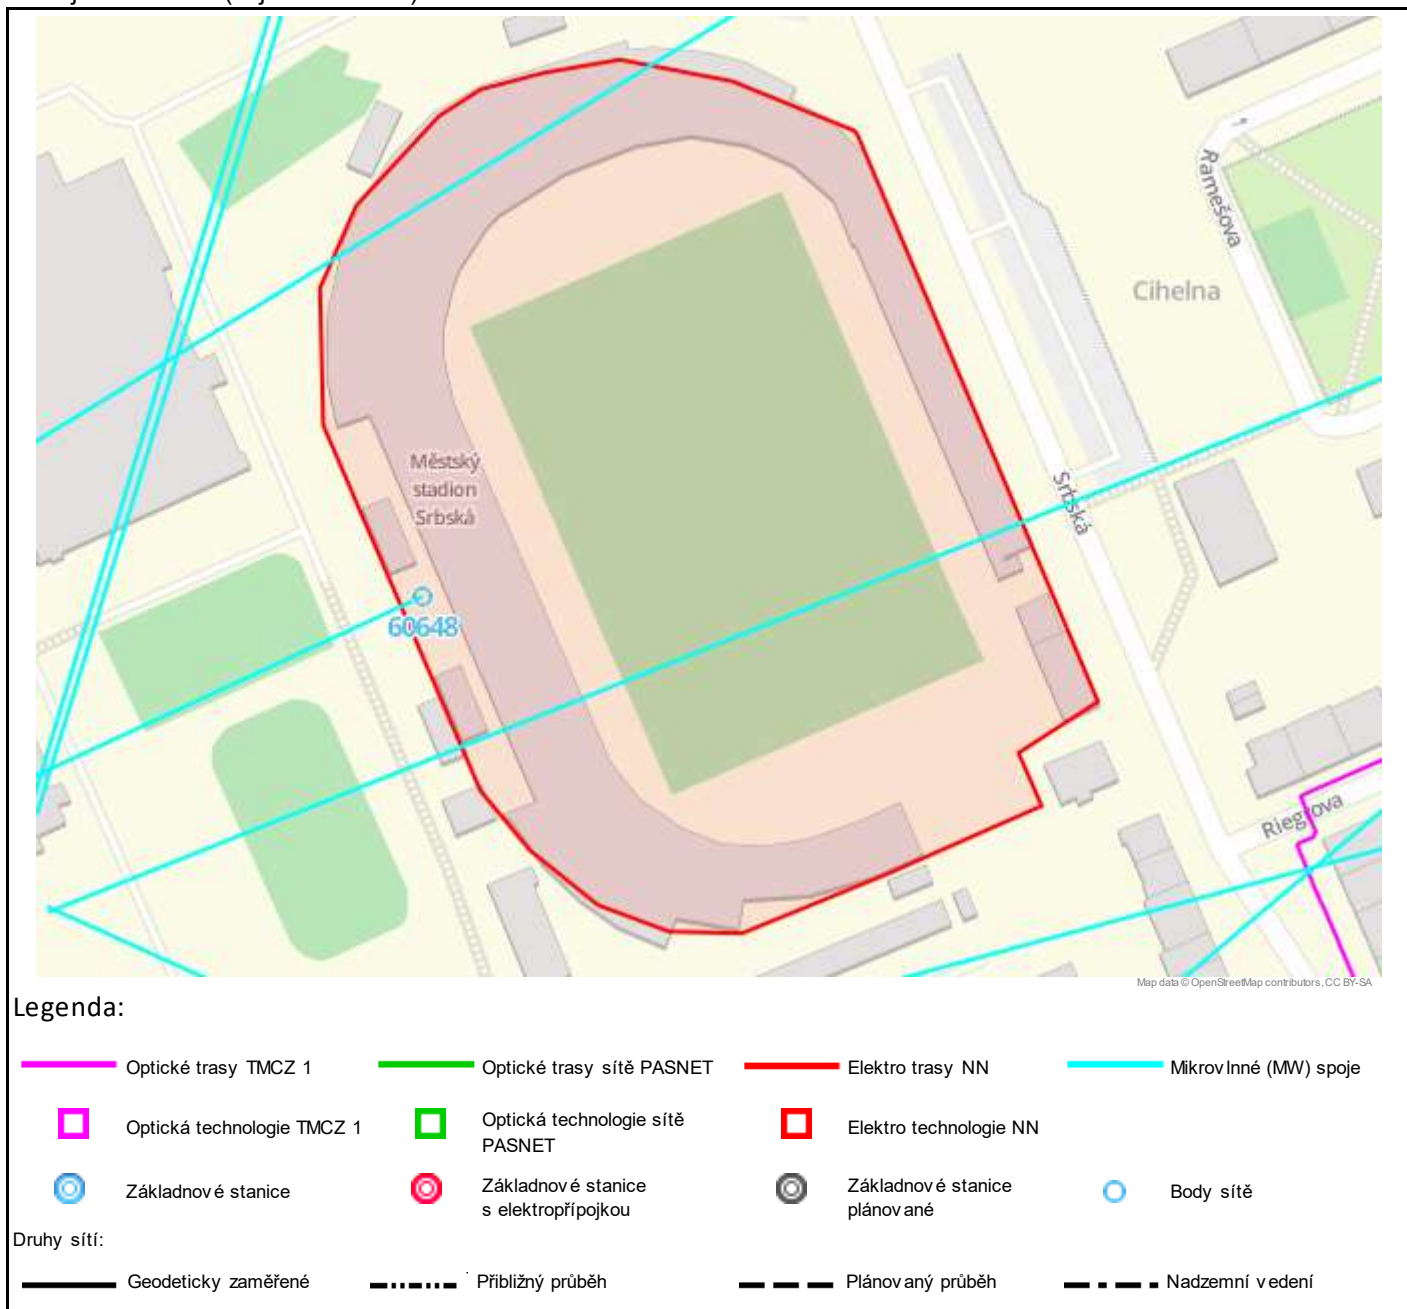 Ramešova
Cihelna
Městský
stadion
Srbská
Srbská
60648
Riegrova
Map data © OpenStreetMap contributors, CC BY-SA
Legenda:
Optické trasy TMCZ 1
Optické trasy sítě PASNET
Elektro trasy NN
Mikrovlnné (MW) spoje
Optická technologie TMCZ 1
Optická technologie sítě
PASNET
Elektro technologie NN
Základnové stanice
Základnové stanice
s elektropřípojkou
Základnové stanice
plánované
Body sítě
Druhy sítí:
Geodeticky zaměřené
Přibližný průběh
Plánovaný průběh
Nadzemní vedení